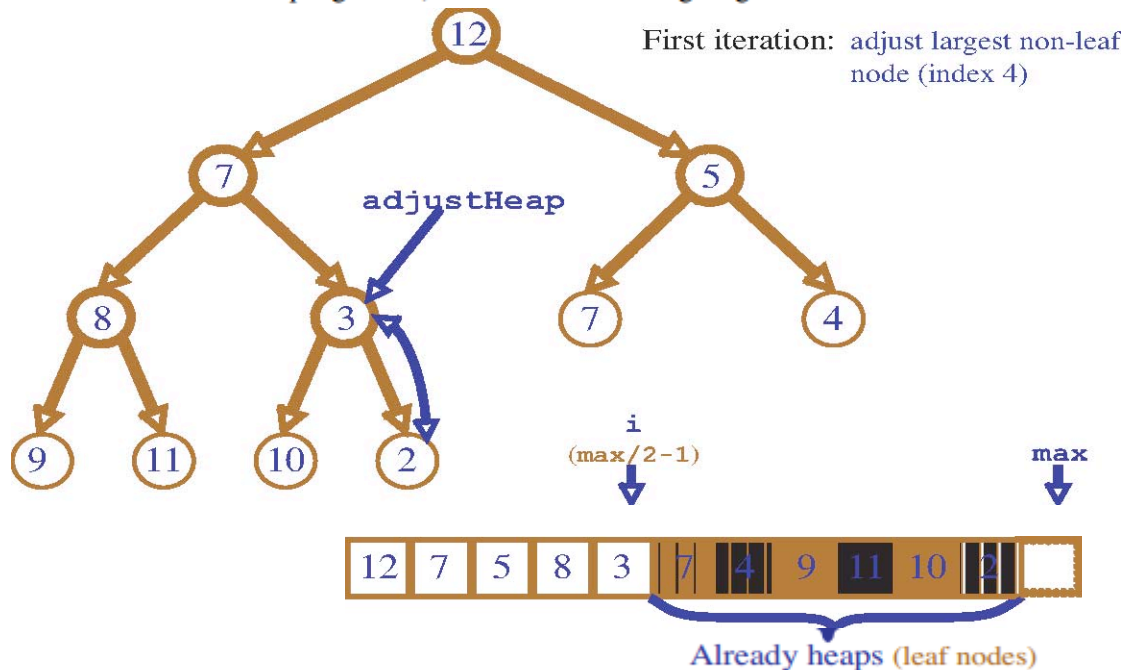 12
First iteration: adjust largest non-leaf
node (index 4)
7
5
adjustHeap
8
3
7
4
9
11
10
2
i
(max/2-1)
max
12 7 5 8 3 7 4 9 11 10 2
Already heaps (leaf nodes)